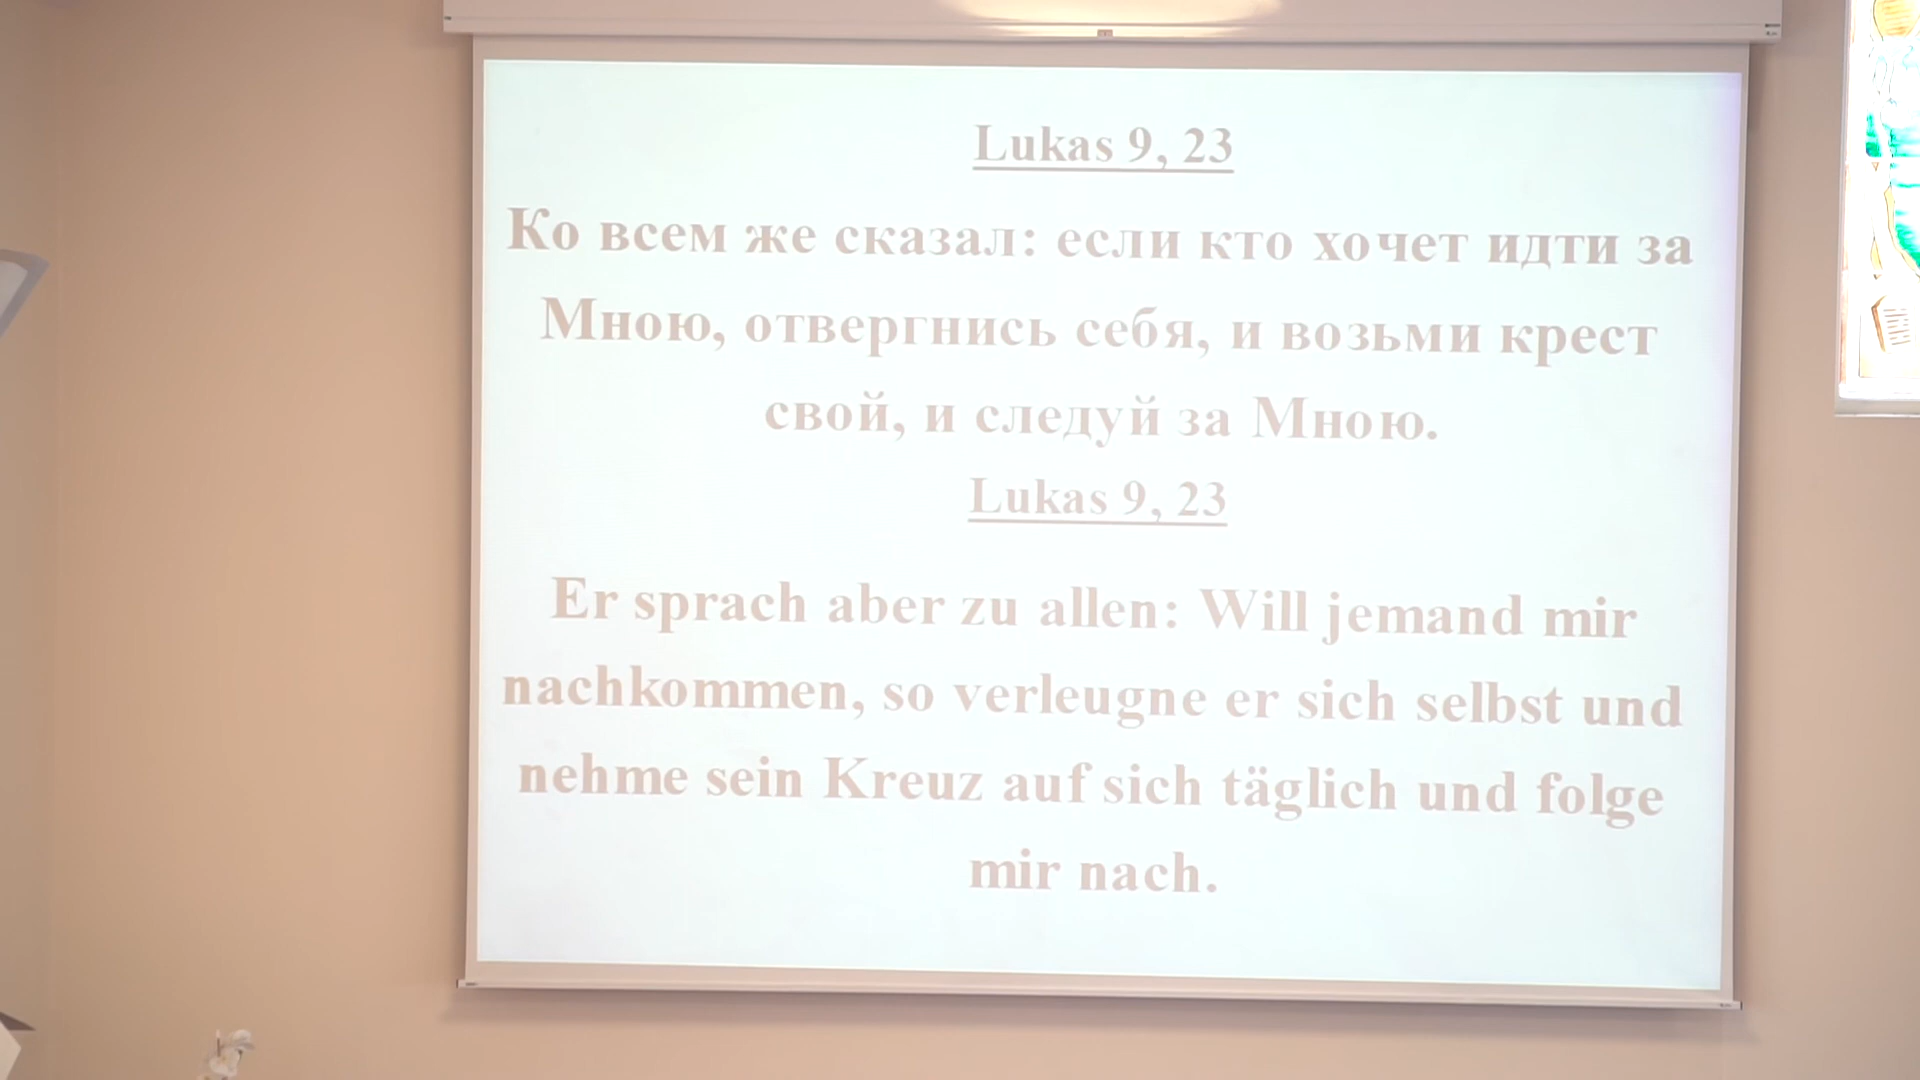 Lukas 9, 23
Ко всем же сказал: если кто хочет идти за
Мною, отвергнись себя, и возьми крест
свой, и следуй за Мною.
Lukas 9, 23
Er sprach aber zu allen: Will jemand mir
nachkommen, so verleugne er sich selbst und
nehme sein Kreuz auf sich täglich und folge
mir nach.